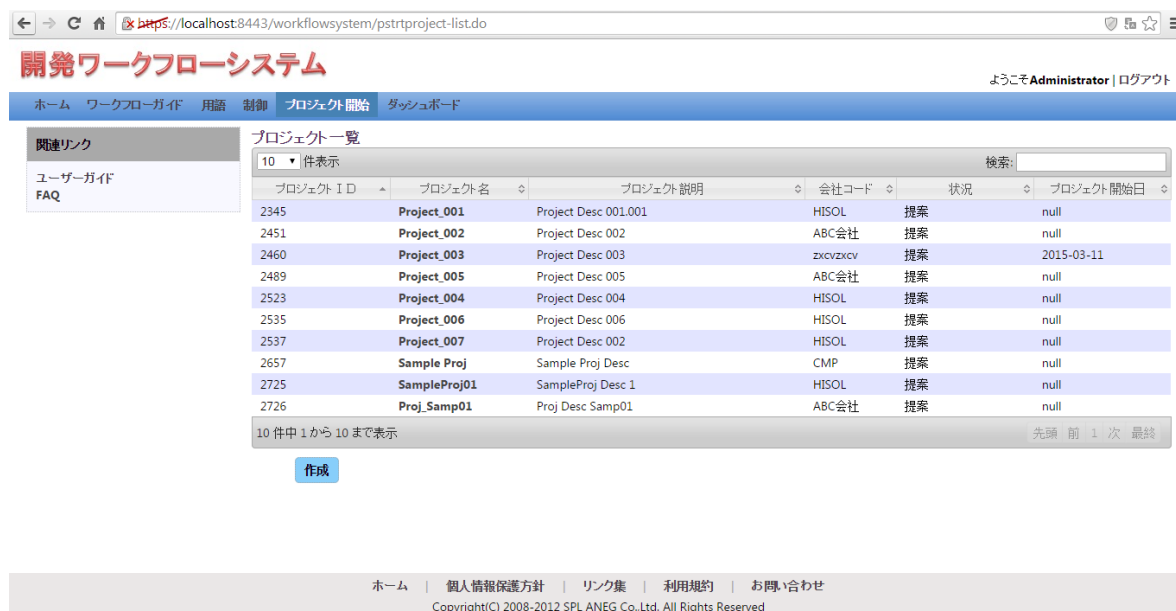 https://localhost:8443/workflowsystem/pstrtproject-list.do
開発ワークフローシステム
ようこそAdministrator | ログアウト
ホーム ワークフローガイド 用語 制御 プロジェクト開始 ダッシュボード
関連リンク
ユーザーガイド
FAQ
プロジェクト一覧
10 件表示 検索:
プロジェクトID プロジェクト名 プロジェクト説明 会社コード 状況 プロジェクト開始日
2345 Project_001 Project Desc 001.001 HISOL 提案 null
2451 Project_002 Project Desc 002 ABC会社 提案 null
2460 Project_003 Project Desc 003 zxcvzxcv 提案 2015-03-11
2489 Project_005 Project Desc 005 ABC会社 提案 null
2523 Project_004 Project Desc 004 HISOL 提案 null
2535 Project_006 Project Desc 006 HISOL 提案 null
2537 Project_007 Project Desc 002 HISOL 提案 null
2657 Sample Proj Sample Proj Desc CMP 提案 null
2725 SampleProj01 SampleProj Desc 1 HISOL 提案 null
2726 Proj_Samp01 Proj Desc Samp01 ABC会社 提案 null
10 件中 1 から 10 まで表示 先頭 前 1 次 最終
作成
ホーム | 個人情報保護方針 | リンク集 | 利用規約 | お問い合わせ
Copyright(C) 2008-2012 SPL ANEG Co.,Ltd. All Rights Reserved